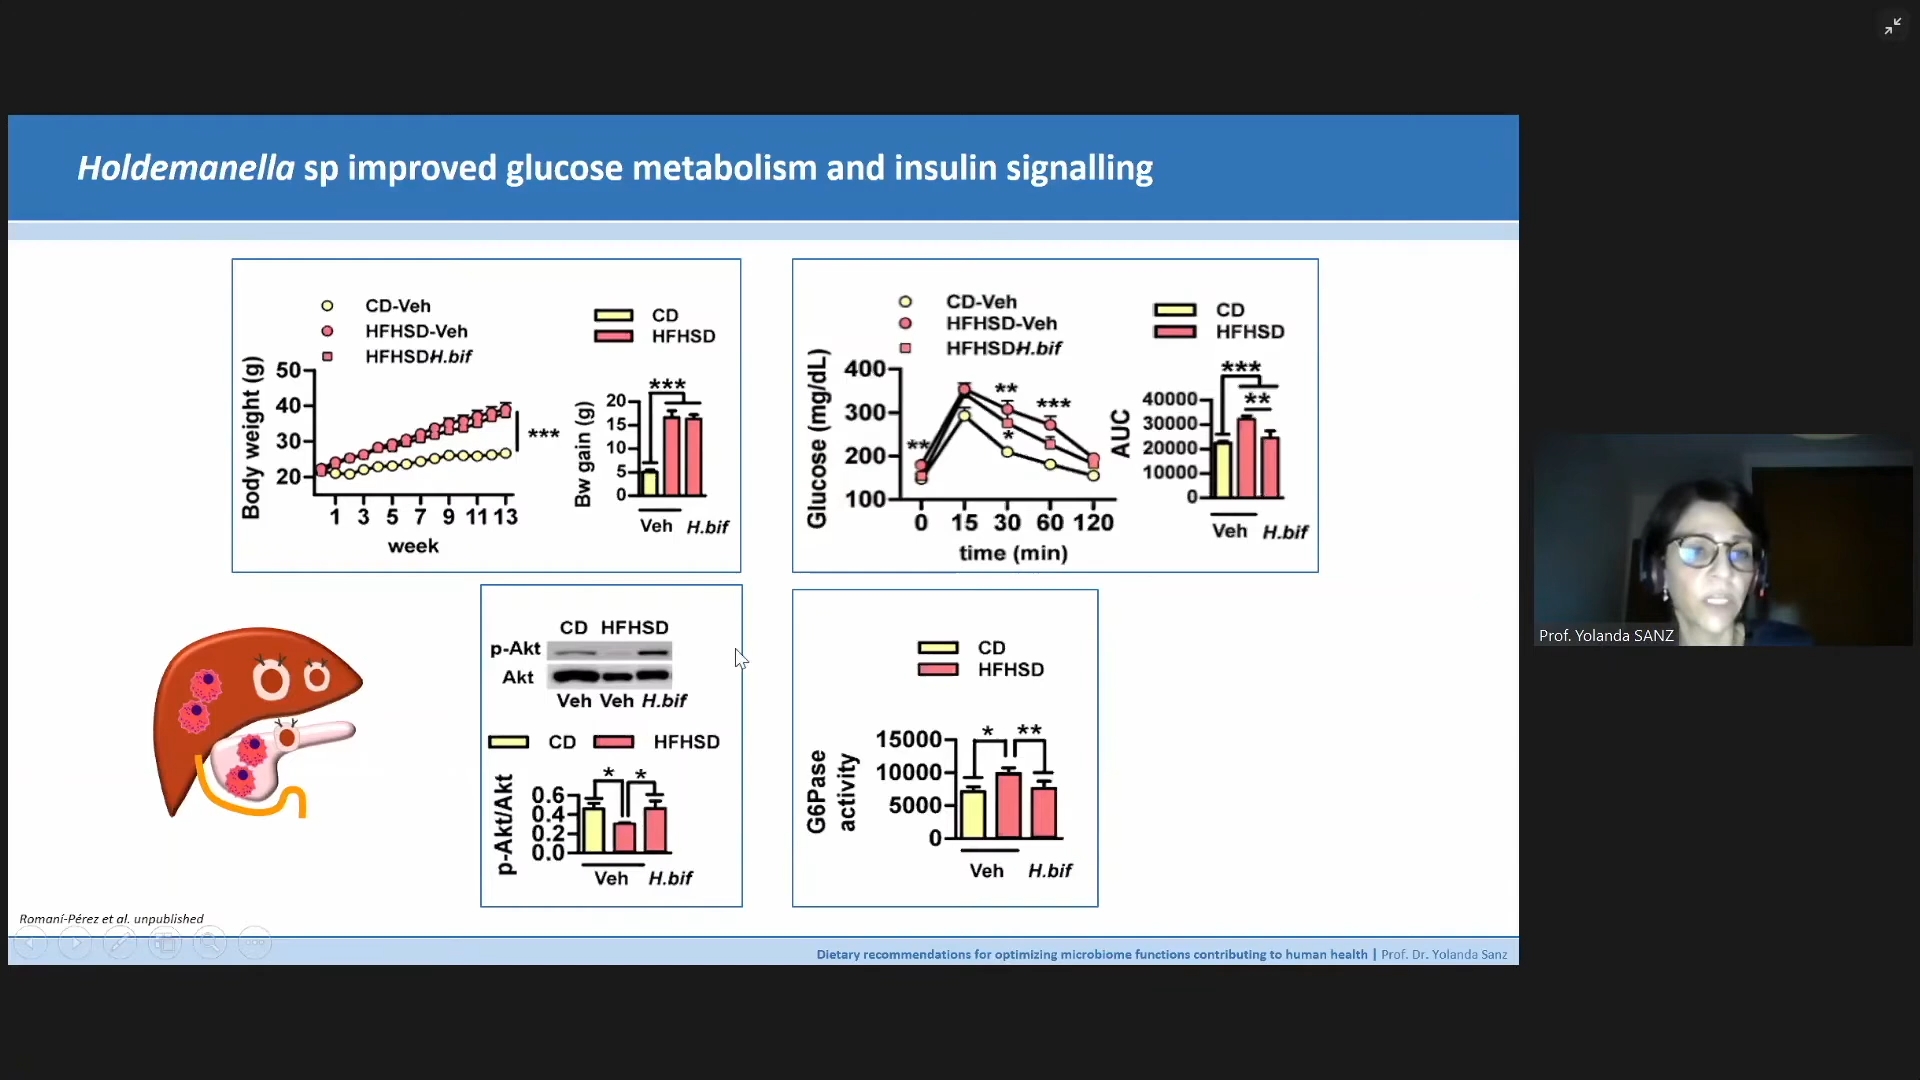 Holdemanella sp improved glucose metabolism and insulin signalling
CD-Veh
HFHSD-Veh
HFHSDH.bif
CD
HFHSD
Body weight (g)
50
40
30
20
***
1 3 5 7 9 11 13
week
Bw gain (g)
***
20
15
10
5
0
Veh H.bif
CD-Veh
HFHSD-Veh
HFHSDH.bif
CD
HFHSD
Glucose (mg/dL)
400
300
200
100
**
**
*
***
0 15 30 60 120
time (min)
AUC
***
**
40000
30000
20000
10000
0
Veh H.bif
CD HFHSD
p-Akt
Akt
Veh Veh H.bif
CD HFHSD
p-Akt/Akt
* *
0.6
0.4
0.2
0.0
Veh H.bif
CD
HFHSD
G6Pase
activity
* **
15000
10000
5000
0
Veh H.bif
Romaní-Pérez et al. unpublished
Dietary recommendations for optimizing microbiome functions contributing to human health | Prof. Dr. Yolanda Sanz
Prof. Yolanda SANZ